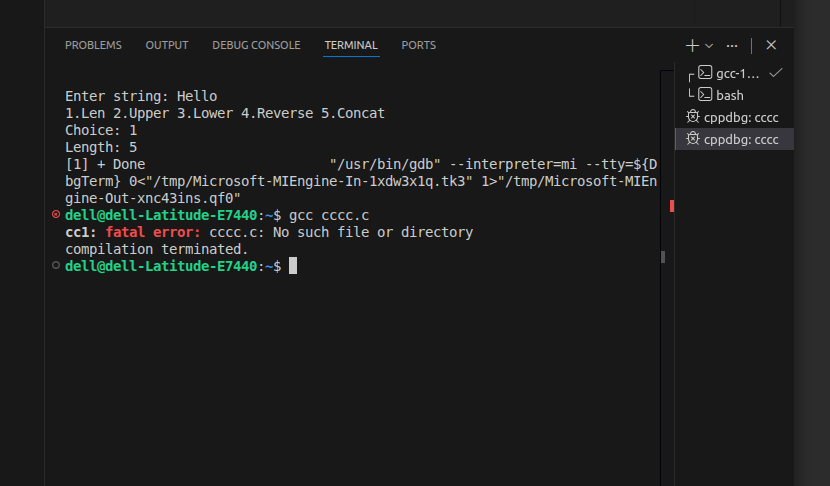 PROBLEMS OUTPUT DEBUG CONSOLE TERMINAL PORTS
Enter string: Hello
1.Len 2.Upper 3.Lower 4.Reverse 5.Concat
Choice: 1
Length: 5
[1] + Done                       "/usr/bin/gdb" --interpreter=mi --tty=${D
bgTerm} 0<"/tmp/Microsoft-MIEngine-In-1xdw3x1q.tk3" 1>"/tmp/Microsoft-MIEn
gine-Out-xnc43ins.qf0"
dell@dell-Latitude-E7440:~$ gcc cccc.c
cc1: fatal error: cccc.c: No such file or directory
compilation terminated.
dell@dell-Latitude-E7440:~$
gcc-1...
bash
cppdbg: cccc
cppdbg: cccc